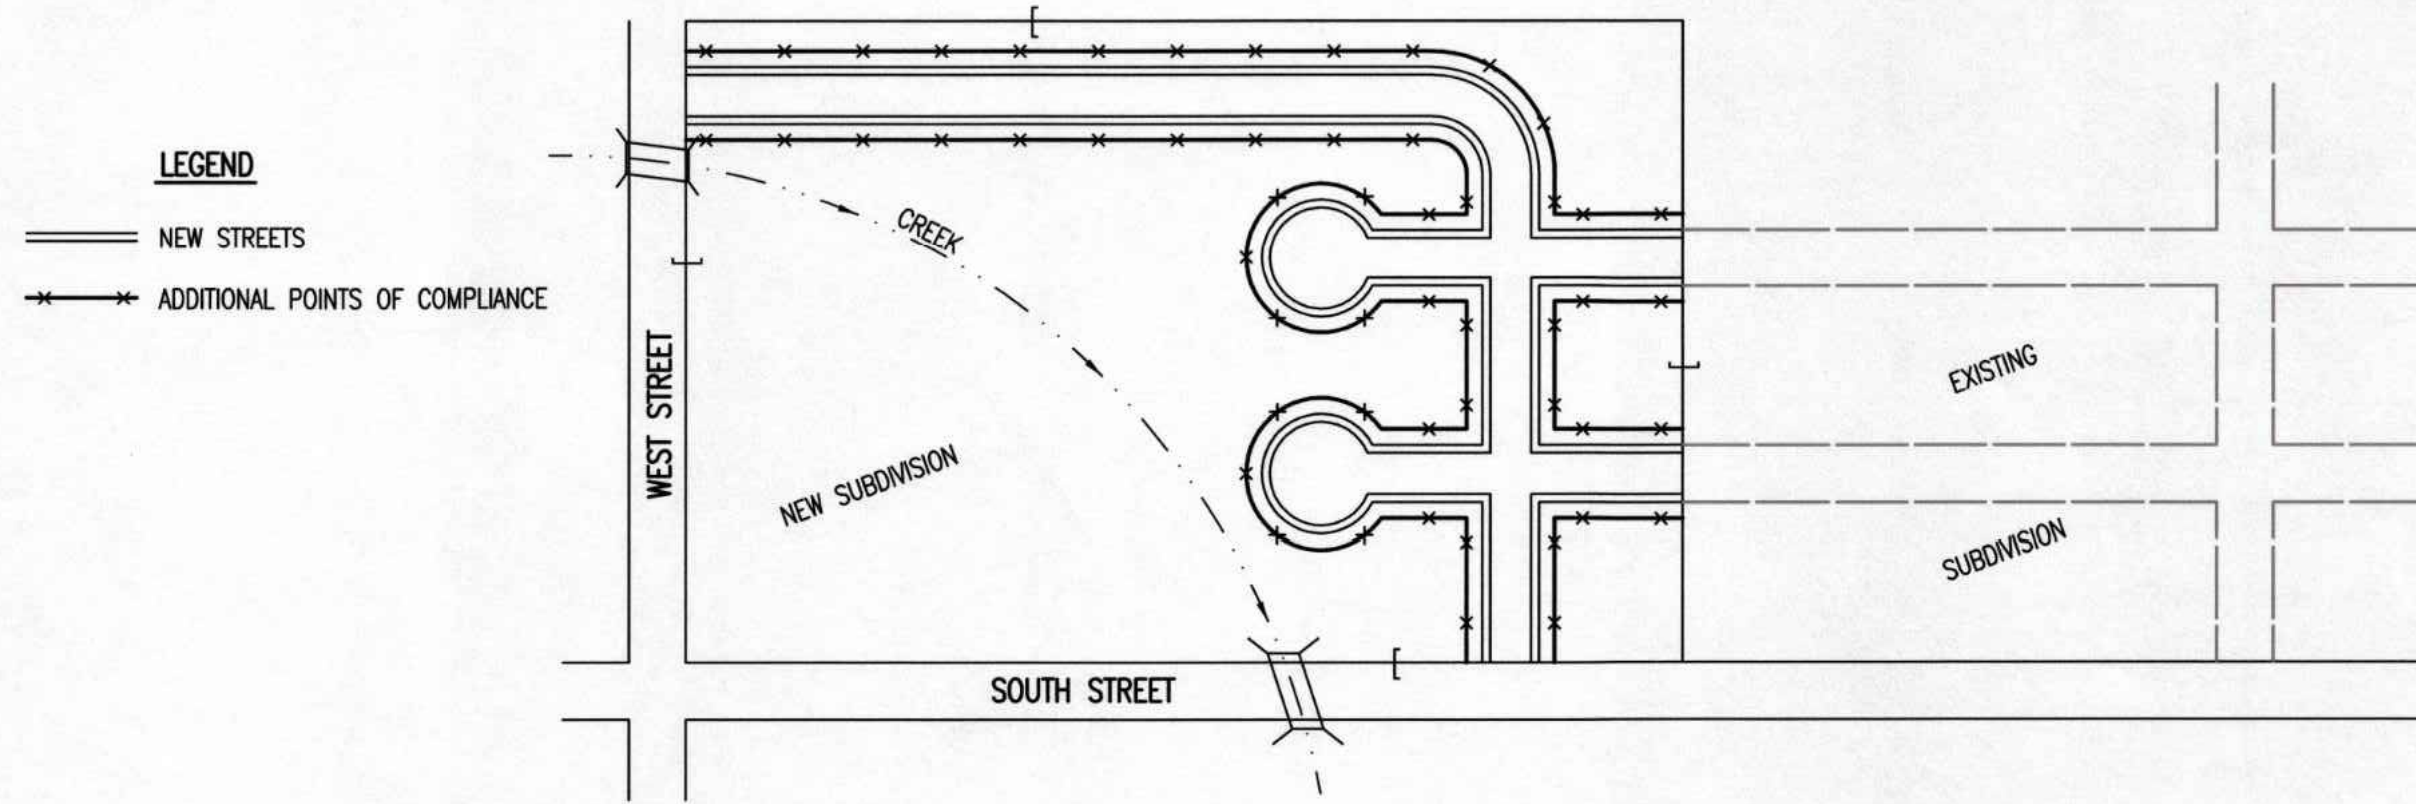 LEGEND
NEW STREETS
ADDITIONAL POINTS OF COMPLIANCE
CREEK
WEST STREET
NEW SUBDIVISION
EXISTING
SUBDIVISION
SOUTH STREET